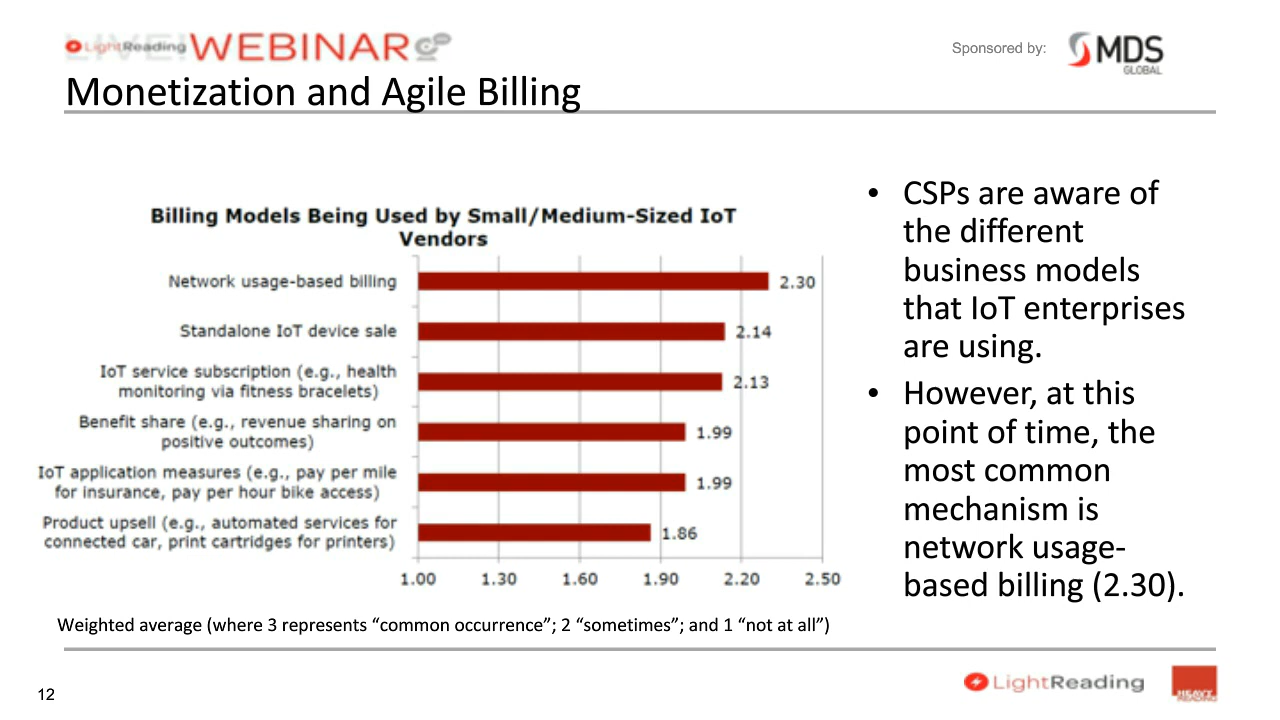 LightReading WEBINAR
Sponsored by:
MDS
GLOBAL
Monetization and Agile Billing
Billing Models Being Used by Small/Medium-Sized IoT
Vendors
Network usage-based billing
2.30
Standalone IoT device sale
2.14
IoT service subscription (e.g., health
monitoring via fitness bracelets)
2.13
Benefit share (e.g., revenue sharing on
positive outcomes)
1.99
IoT application measures (e.g., pay per mile
for insurance, pay per hour bike access)
1.99
Product upsell (e.g., automated services for
connected car, print cartridges for printers)
1.86
1.00 1.30 1.60 1.90 2.20 2.50
Weighted average (where 3 represents “common occurrence”; 2 “sometimes”; and 1 “not at all”)
• CSPs are aware of
the different
business models
that IoT enterprises
are using.
• However, at this
point of time, the
most common
mechanism is
network usage-
based billing (2.30).
12
LightReading
HEAVY
READING